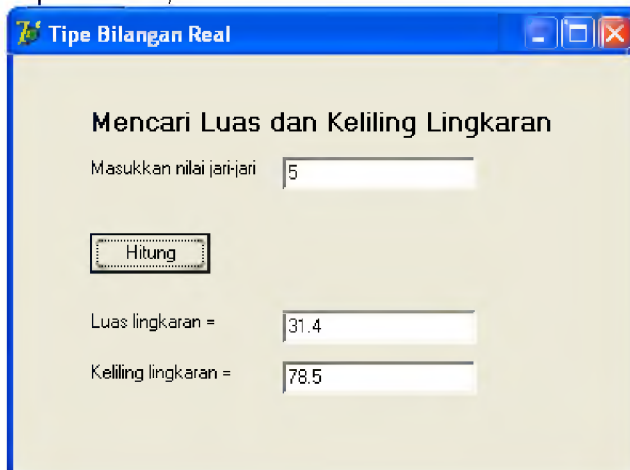 Tipe Bilangan Real
Mencari Luas dan Keliling Lingkaran
Masukkan nilai jari-jari 5
Hitung
Luas lingkaran = 31.4
Keliling lingkaran = 78.5